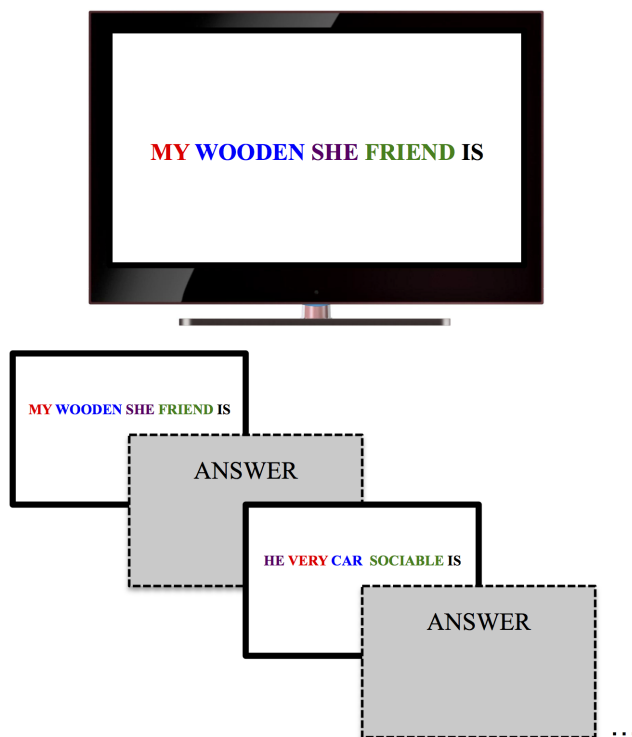 MY WOODEN SHE FRIEND IS
MY WOODEN SHE FRIEND IS
ANSWER
HE VERY CAR SOCIABLE IS
ANSWER
..